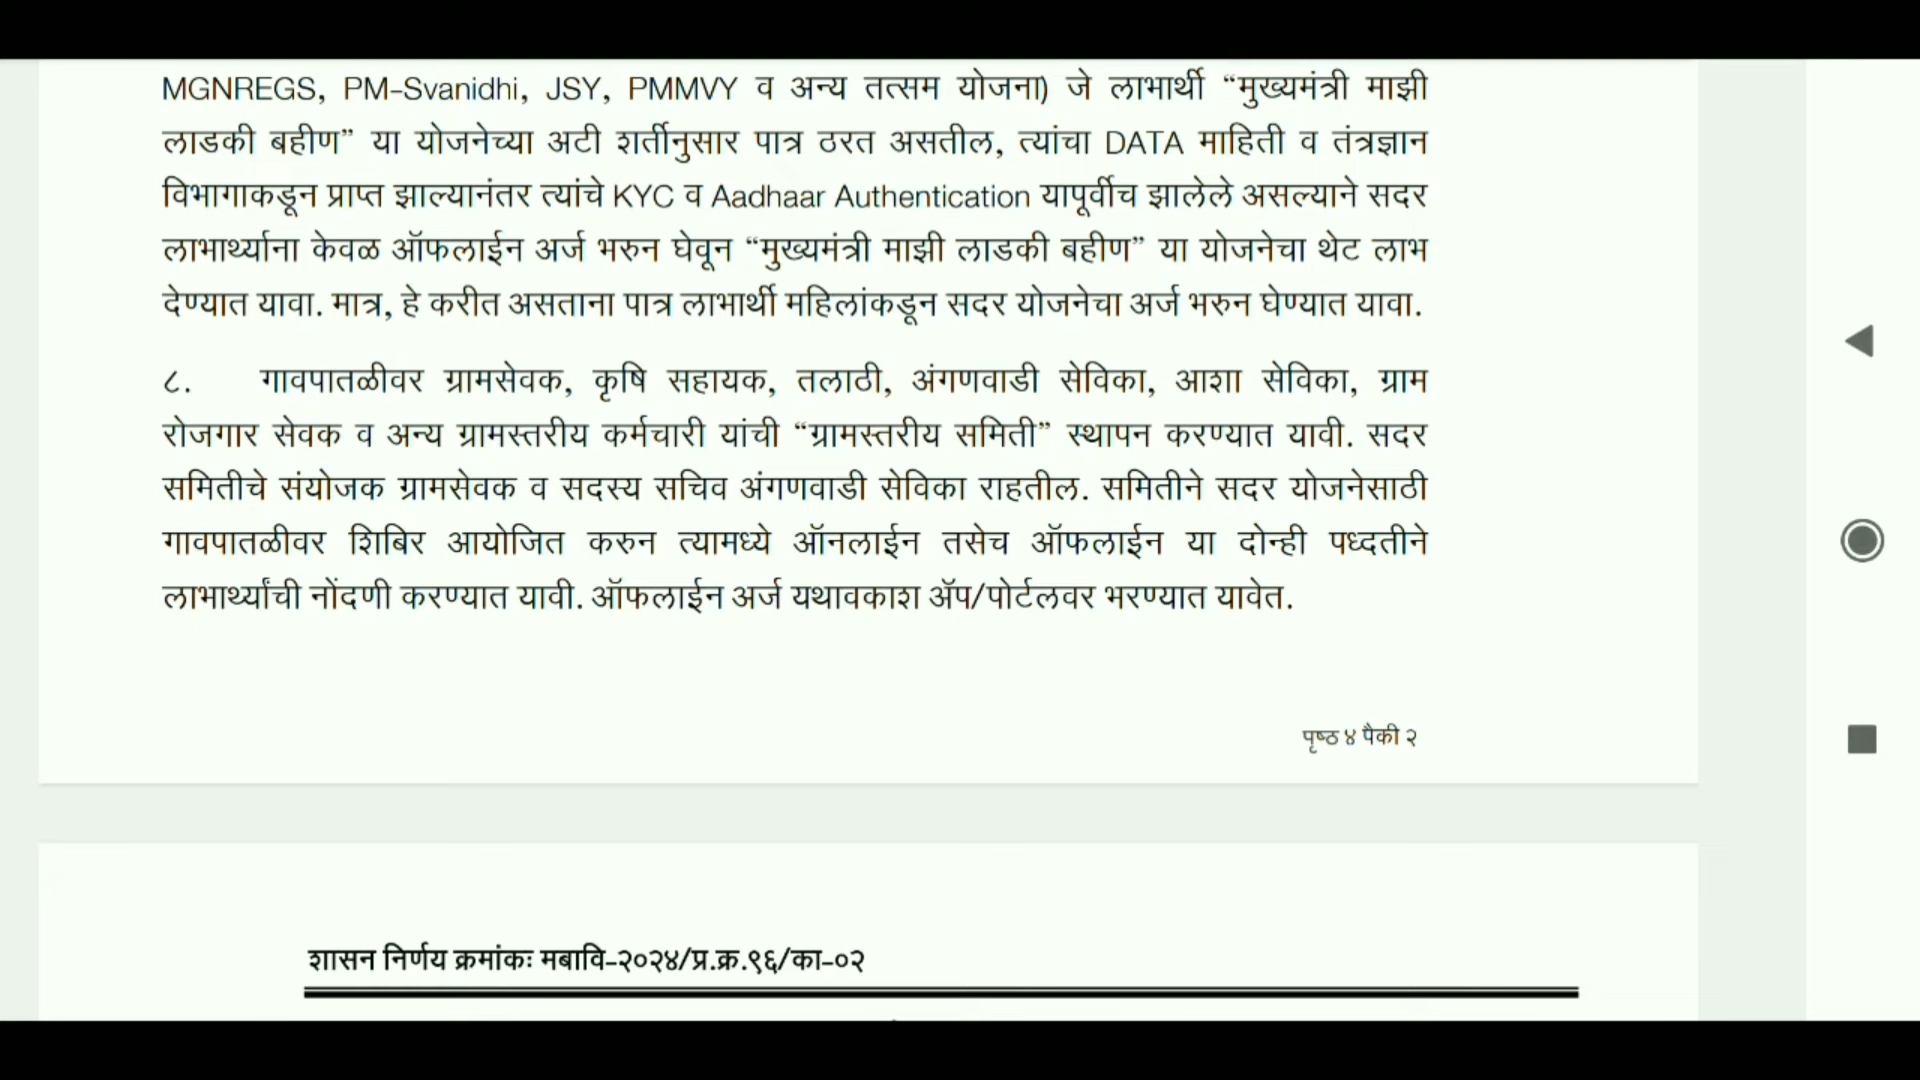 MGNREGS, PM-Svanidhi, JSY, PMMVY व अन्य तत्सम योजना) जे लाभार्थी “मुख्यमंत्री माझी
लाडकी बहीण” या योजनेच्या अटी शर्तीनुसार पात्र ठरत असतील, त्यांचा DATA माहिती व तंत्रज्ञान
विभागाकडून प्राप्त झाल्यानंतर त्यांचे KYC व Aadhaar Authentication यापूर्वीच झालेले असल्याने सदर
लाभार्थ्याना केवळ ऑफलाईन अर्ज भरुन घेवून “मुख्यमंत्री माझी लाडकी बहीण” या योजनेचा थेट लाभ
देण्यात यावा. मात्र, हे करीत असताना पात्र लाभार्थी महिलांकडून सदर योजनेचा अर्ज भरुन घेण्यात यावा.
८. गावपातळीवर ग्रामसेवक, कृषि सहायक, तलाठी, अंगणवाडी सेविका, आशा सेविका, ग्राम
रोजगार सेवक व अन्य ग्रामस्तरीय कर्मचारी यांची “ग्रामस्तरीय समिती” स्थापन करण्यात यावी. सदर
समितीचे संयोजक ग्रामसेवक व सदस्य सचिव अंगणवाडी सेविका राहतील. समितीने सदर योजनेसाठी
गावपातळीवर शिबिर आयोजित करुन त्यामध्ये ऑनलाईन तसेच ऑफलाईन या दोन्ही पध्दतीने
लाभार्थ्यांची नोंदणी करण्यात यावी. ऑफलाईन अर्ज यथावकाश ॲप/पोर्टलवर भरण्यात यावेत.
पृष्ठ ४ पैकी २
शासन निर्णय क्रमांकः मबावि-२०२४/प्र.क्र.९६/का-०२